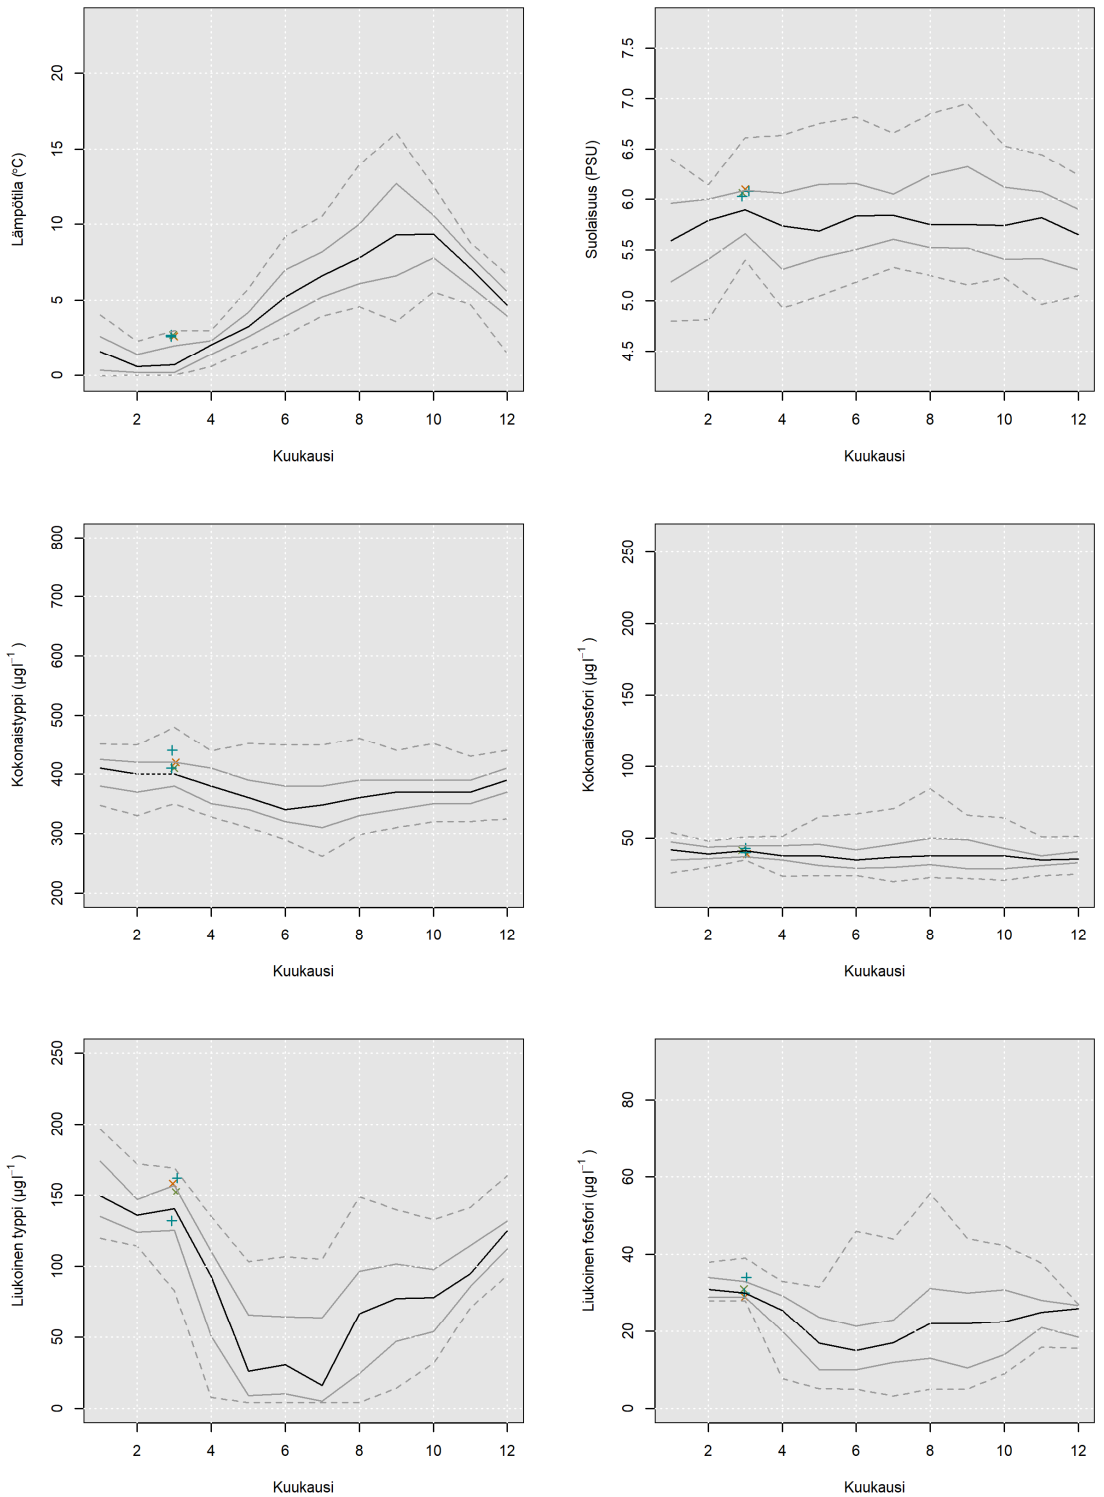 Lämpötila (°C)
0 5 10 15 20
2 4 6 8 10 12
Kuukausi
Suolaisuus (PSU)
4.5 5.0 5.5 6.0 6.5 7.0 7.5
2 4 6 8 10 12
Kuukausi
Kokonaistyppi (µg l⁻¹ )
200 300 400 500 600 700 800
2 4 6 8 10 12
Kuukausi
Kokonaisfosfori (µg l⁻¹ )
50 100 150 200 250
2 4 6 8 10 12
Kuukausi
Liukoinen typpi (µg l⁻¹ )
0 50 100 150 200 250
2 4 6 8 10 12
Kuukausi
Liukoinen fosfori (µg l⁻¹ )
0 20 40 60 80
2 4 6 8 10 12
Kuukausi